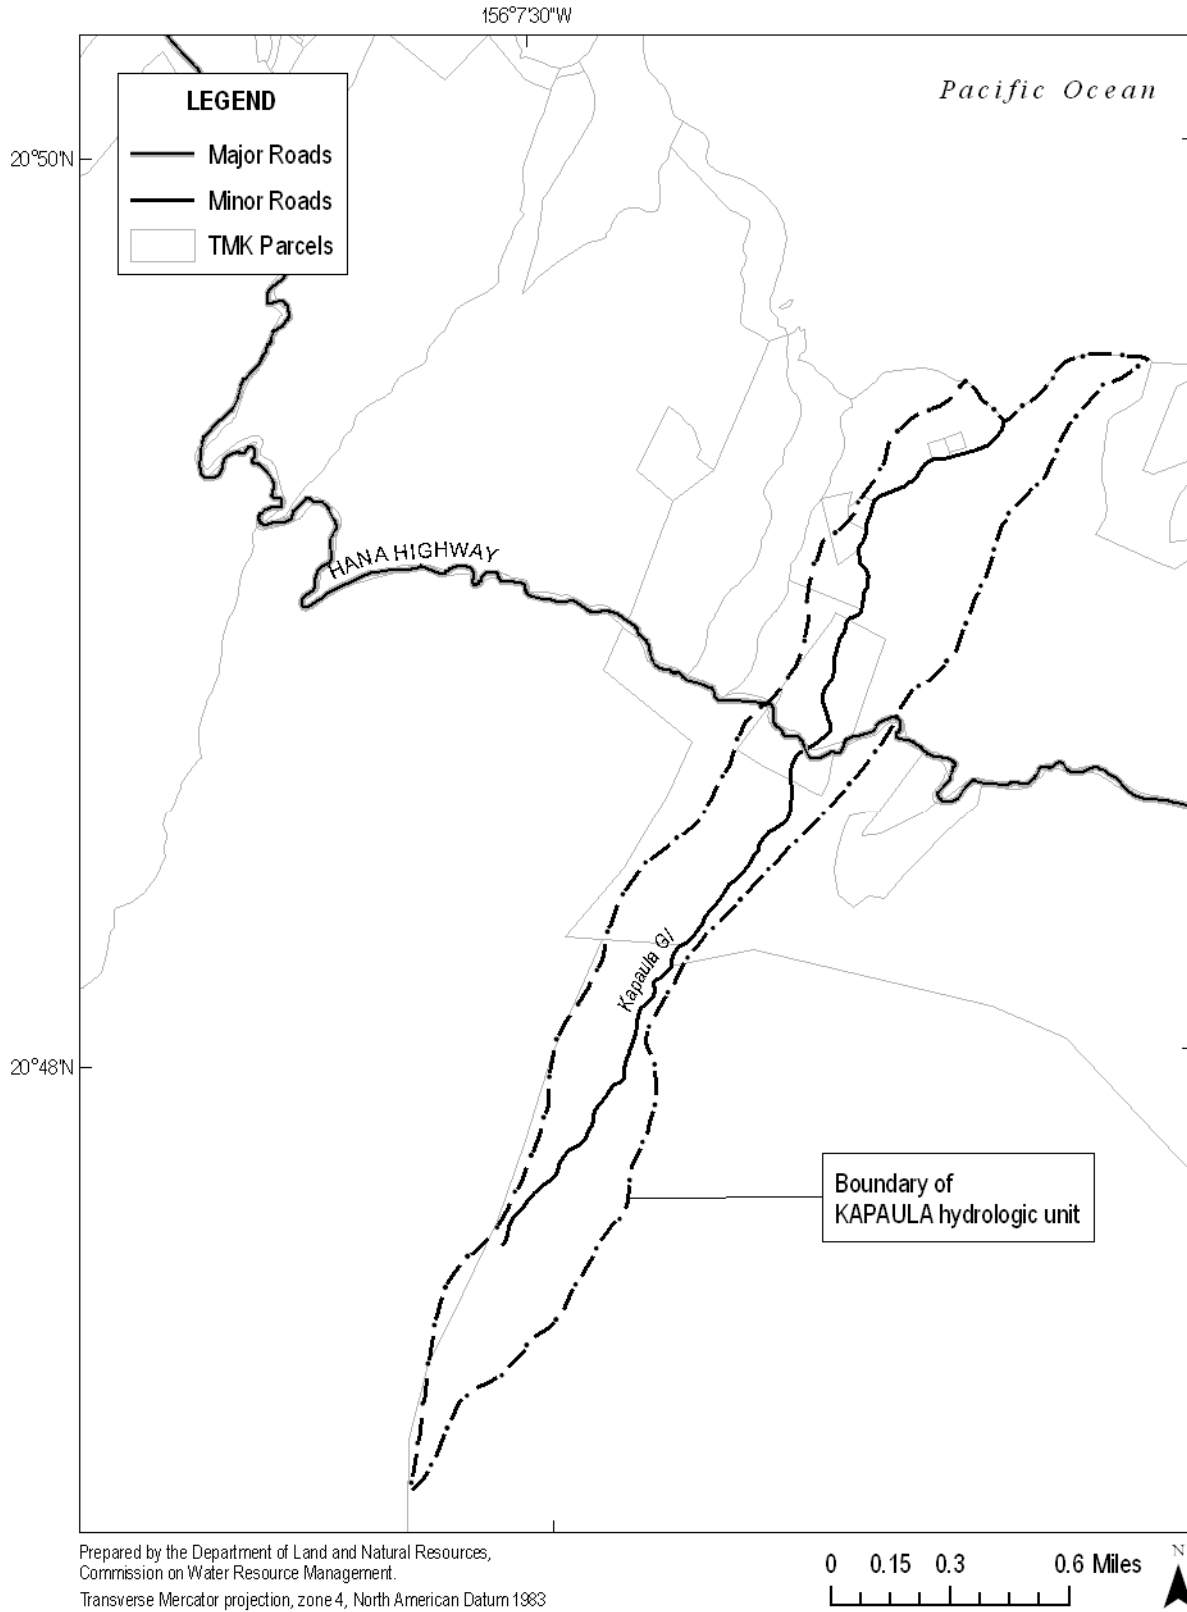 156°7'30"W
Pacific Ocean
LEGEND
20°50'N
Major Roads
Minor Roads
TMK Parcels
HANA HIGHWAY
Kapaula Gl
20°48'N
Boundary of
KAPAULA hydrologic unit
Prepared by the Department of Land and Natural Resources,
Commission on Water Resource Management.
Transverse Mercator projection, zone 4, North American Datum 1983
0 0.15 0.3 0.6 Miles
N